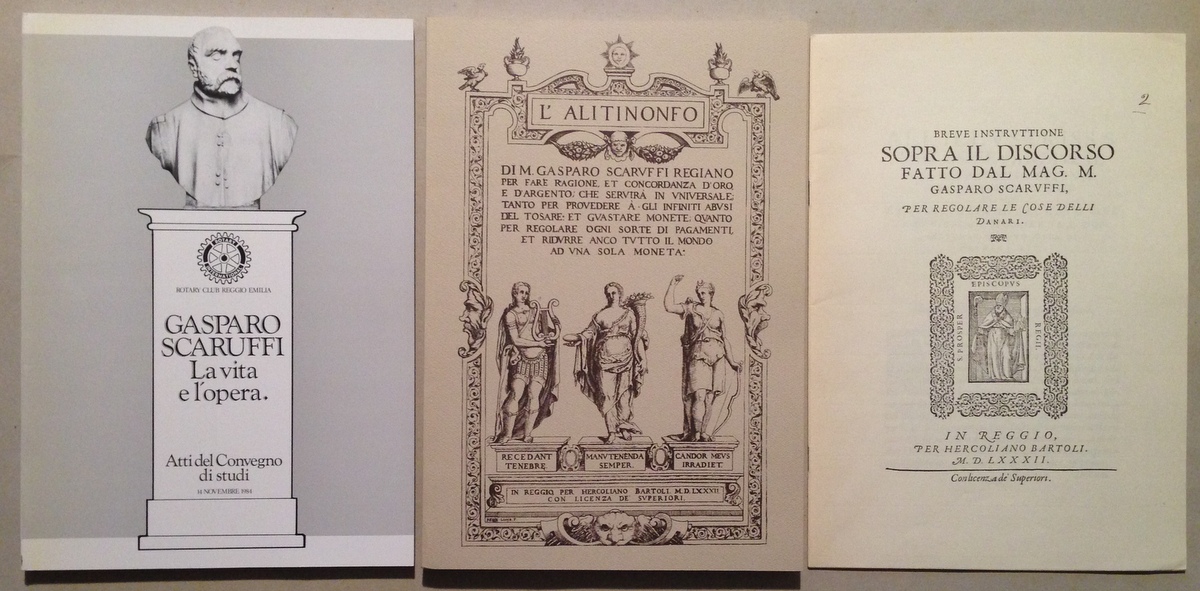 ROTARY
INTERNATIONAL
ROTARY CLUB REGGIO EMILIA
GASPARO
SCARUFFI
La vita
e l'opera.
Atti del Convegno
di studi
L' ALITINONFO
DI M. GASPARO SCARVFFI REGIANO
PER FARE RAGIONE, ET CONCORDANZA D'ORO,
E D'ARGENTO; CHE SERVIRA IN VNIVERSALE;
TANTO PER PROVEDERE A GLI INFINITI ABVSI
DEL TOSARE; ET GVASTARE MONETE; QVANTO
PER REGOLARE OGNI SORTE DI PAGAMENTI,
ET RIDVRRE ANCO TVTTO IL MONDO
AD VNA SOLA MONETA:
RECEDANT
TENEBRE
MANVTENENDA
SEMPER.
CANDOR MEVS
IRRADIET.
IN REGGIO, PER HERCOLIANO BARTOLI. M.D.LXXXII
CON LICENZA DE SVPERIORI.
2
BREVE INSTRVTTIONE
SOPRA IL DISCORSO
FATTO DAL MAG. M.
GASPARO SCARVFFI,
PER REGOLARE LE COSE DELLI
DANARI.
EPISCOPVS
S. PROSPER
REGII
IN REGGIO,
PER HERCOLIANO BARTOLI.
M. D. LXXXII.
Con licenza de' Superiori.